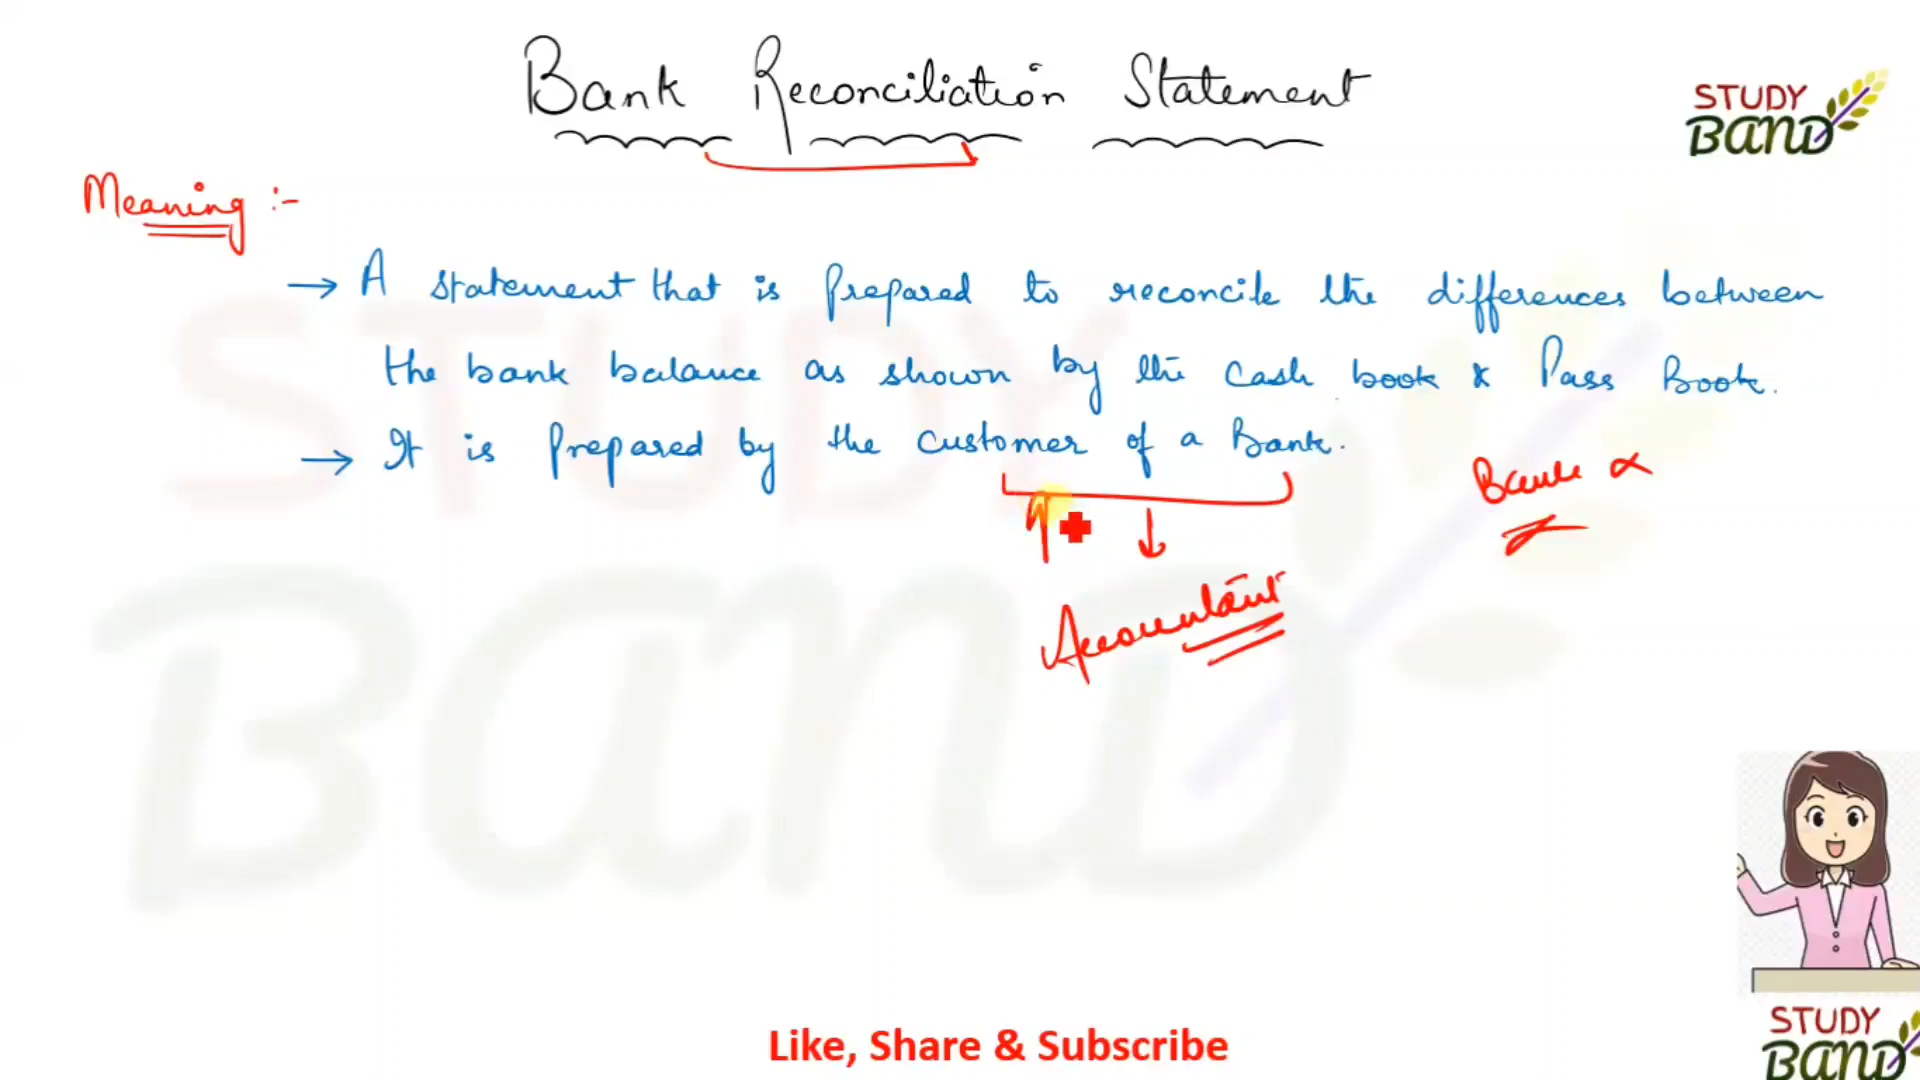 Bank Reconciliation Statement
STUDY
BAND
Meaning :-
→ A statement that is Prepared to reconcile the differences between
the bank balance as shown by the Cash book & Pass Book.
→ It is Prepared by the Customer of a Bank.
Bank
Accountant
STUDY
BAND
Like, Share & Subscribe
STUDY
BAND